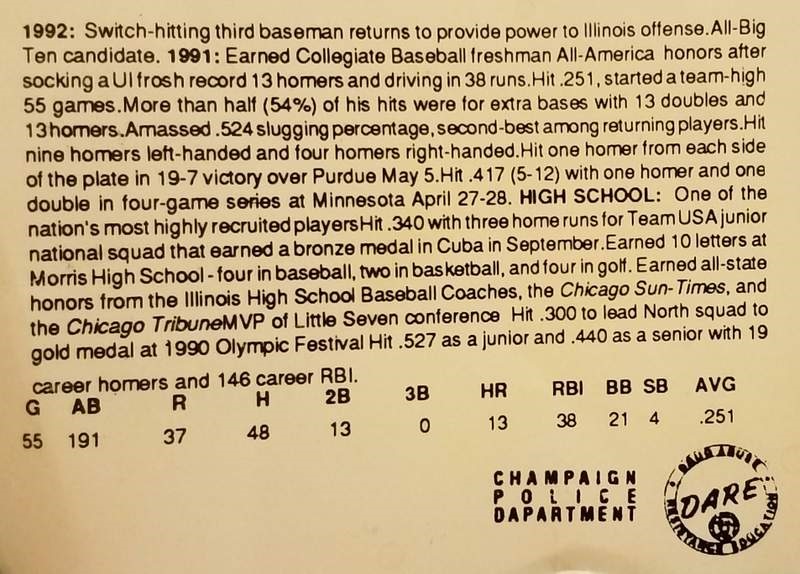 1992: Switch-hitting third baseman returns to provide power to Illinois offense.All-Big
Ten candidate. 1991: Earned Collegiate Baseball freshman All-America honors after
socking a UI frosh record 13 homers and driving in 38 runs.Hit .251, started a team-high
55 games.More than half (54%) of his hits were for extra bases with 13 doubles and
13 homers.Amassed .524 slugging percentage, second-best among returning players.Hit
nine homers left-handed and four homers right-handed.Hit one homer from each side
of the plate in 19-7 victory over Purdue May 5.Hit .417 (5-12) with one homer and one
double in four-game series at Minnesota April 27-28. HIGH SCHOOL: One of the
nation's most highly recruited playersHit .340 with three home runs for Team USA junior
national squad that earned a bronze medal in Cuba in September.Earned 10 letters at
Morris High School - four in baseball, two in basketball, and four in golf. Earned all-state
honors from the Illinois High School Baseball Coaches, the Chicago Sun-Times, and
the Chicago TribuneMVP of Little Seven conference Hit .300 to lead North squad to
gold medal at 1990 Olympic Festival Hit .527 as a junior and .440 as a senior with 19
career homers and 146 career RBI.
G AB R H 2B 3B HR RBI BB SB AVG
55 191 37 48 13 0 13 38 21 4 .251
CHAMPAIGN
POLICE
DAPARTMENT
DRUG ABUSE
DARE
RESISTANCE EDUCATION